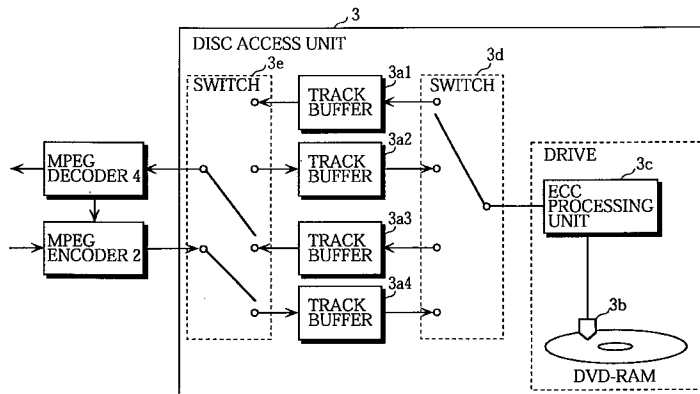 3
DISC ACCESS UNIT
3e
3d
SWITCH
SWITCH
3a1
TRACK
BUFFER
3a2
TRACK
BUFFER
MPEG
DECODER 4
DRIVE
3c
ECC
PROCESSING
UNIT
3a3
TRACK
BUFFER
MPEG
ENCODER 2
3a4
TRACK
BUFFER
3b
DVD-RAM